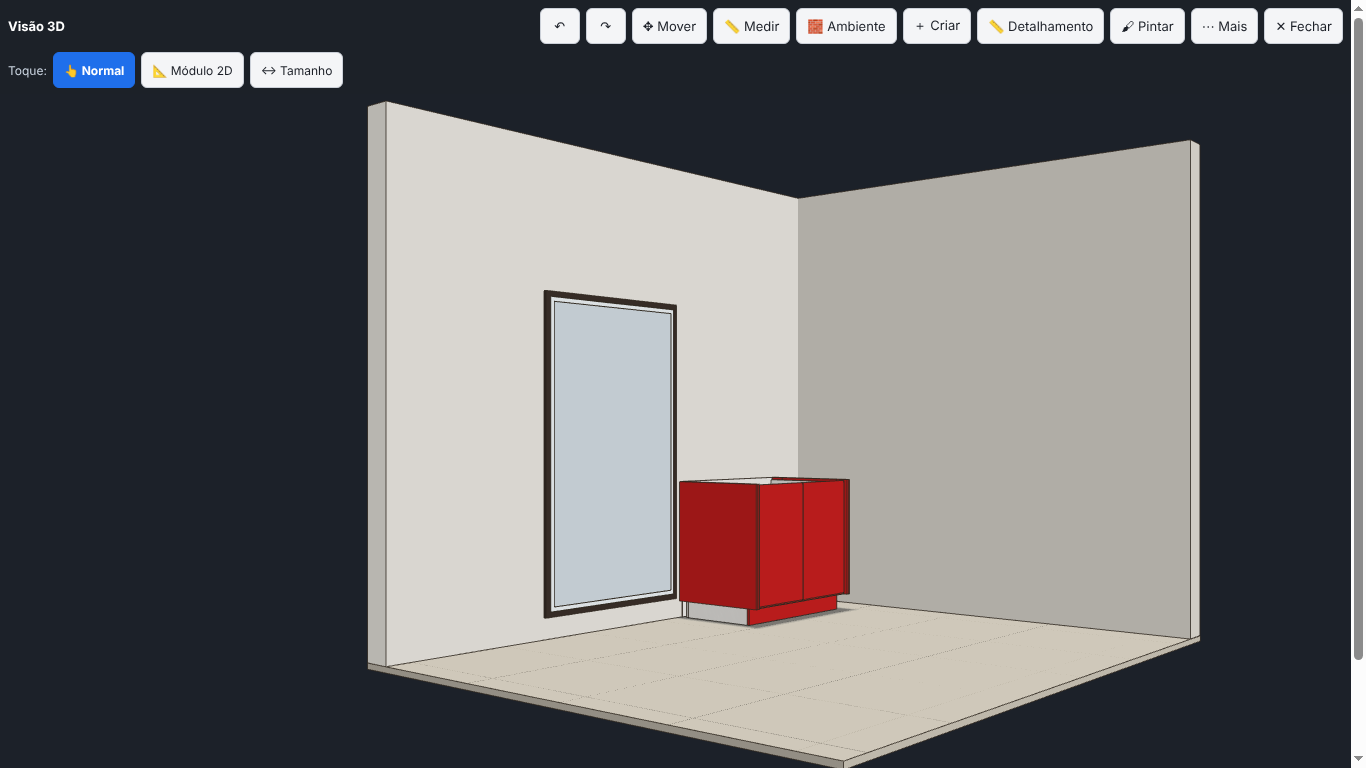 Visão 3D
↶ ↷ ✥ Mover 📏 Medir 🧱 Ambiente + Criar 📏 Detalhamento 🖌 Pintar ⋯ Mais ✕ Fechar
Toque: 👆 Normal 📐 Módulo 2D ↔ Tamanho